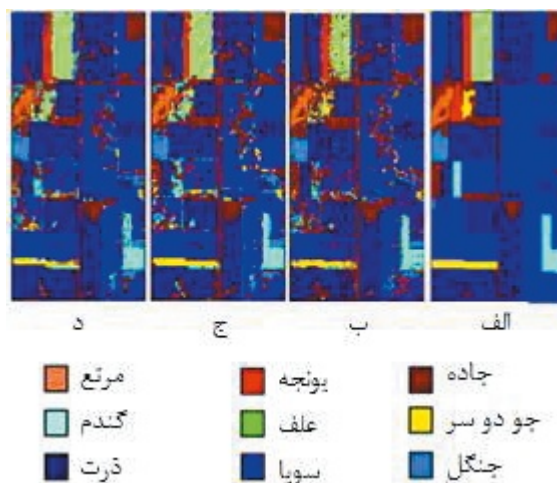 الف ب ج د
جاده یونجه مرتع
جو دو سر علف گندم
جنگل سویا ذرت